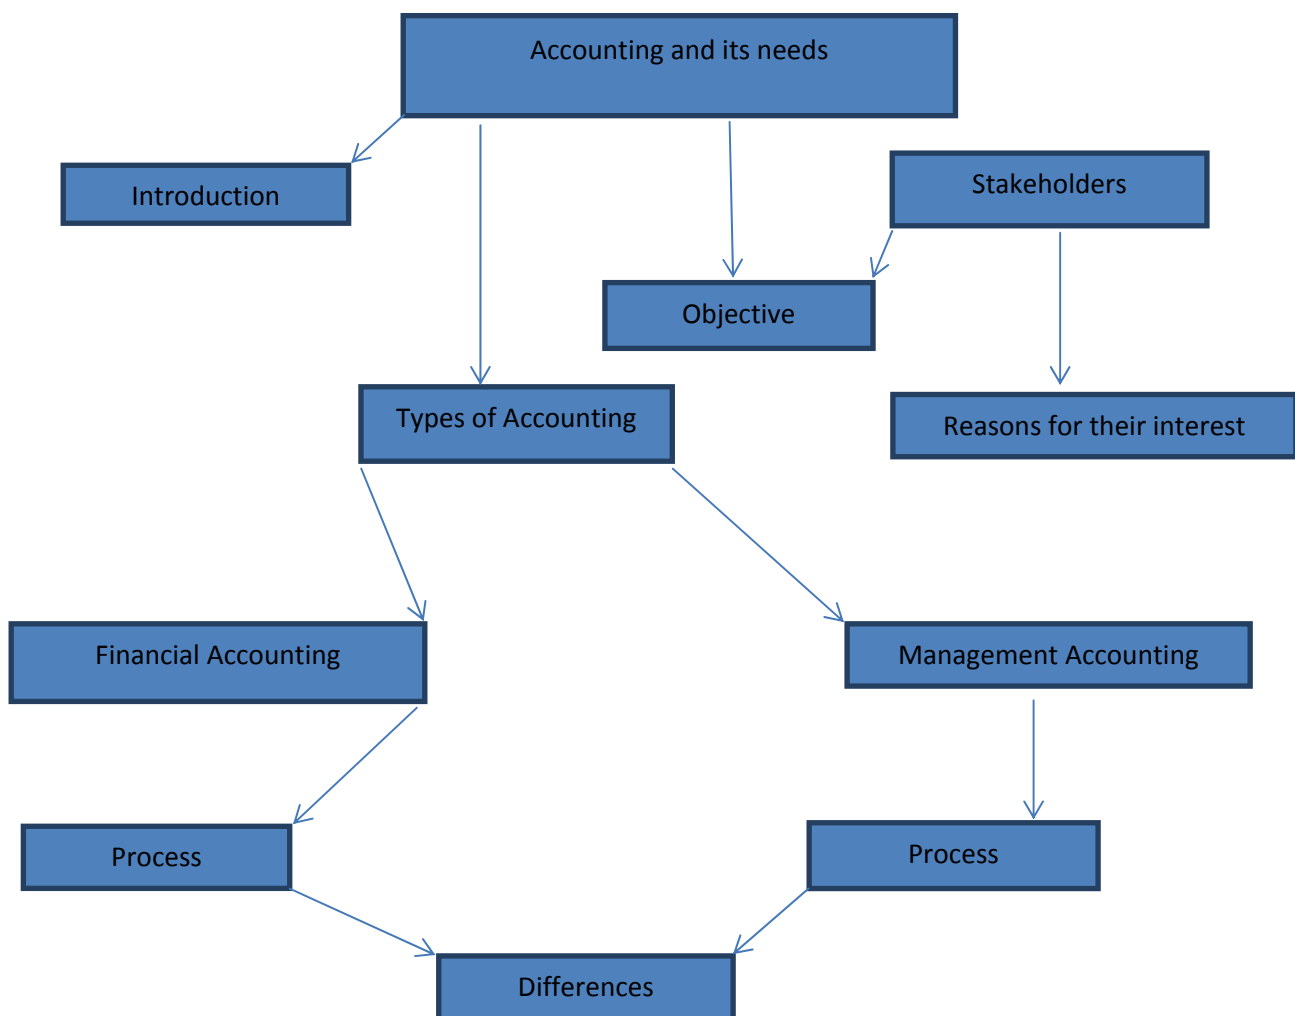 Accounting and its needs
Introduction
Stakeholders
Objective
Types of Accounting
Reasons for their interest
Financial Accounting
Management Accounting
Process
Process
Differences